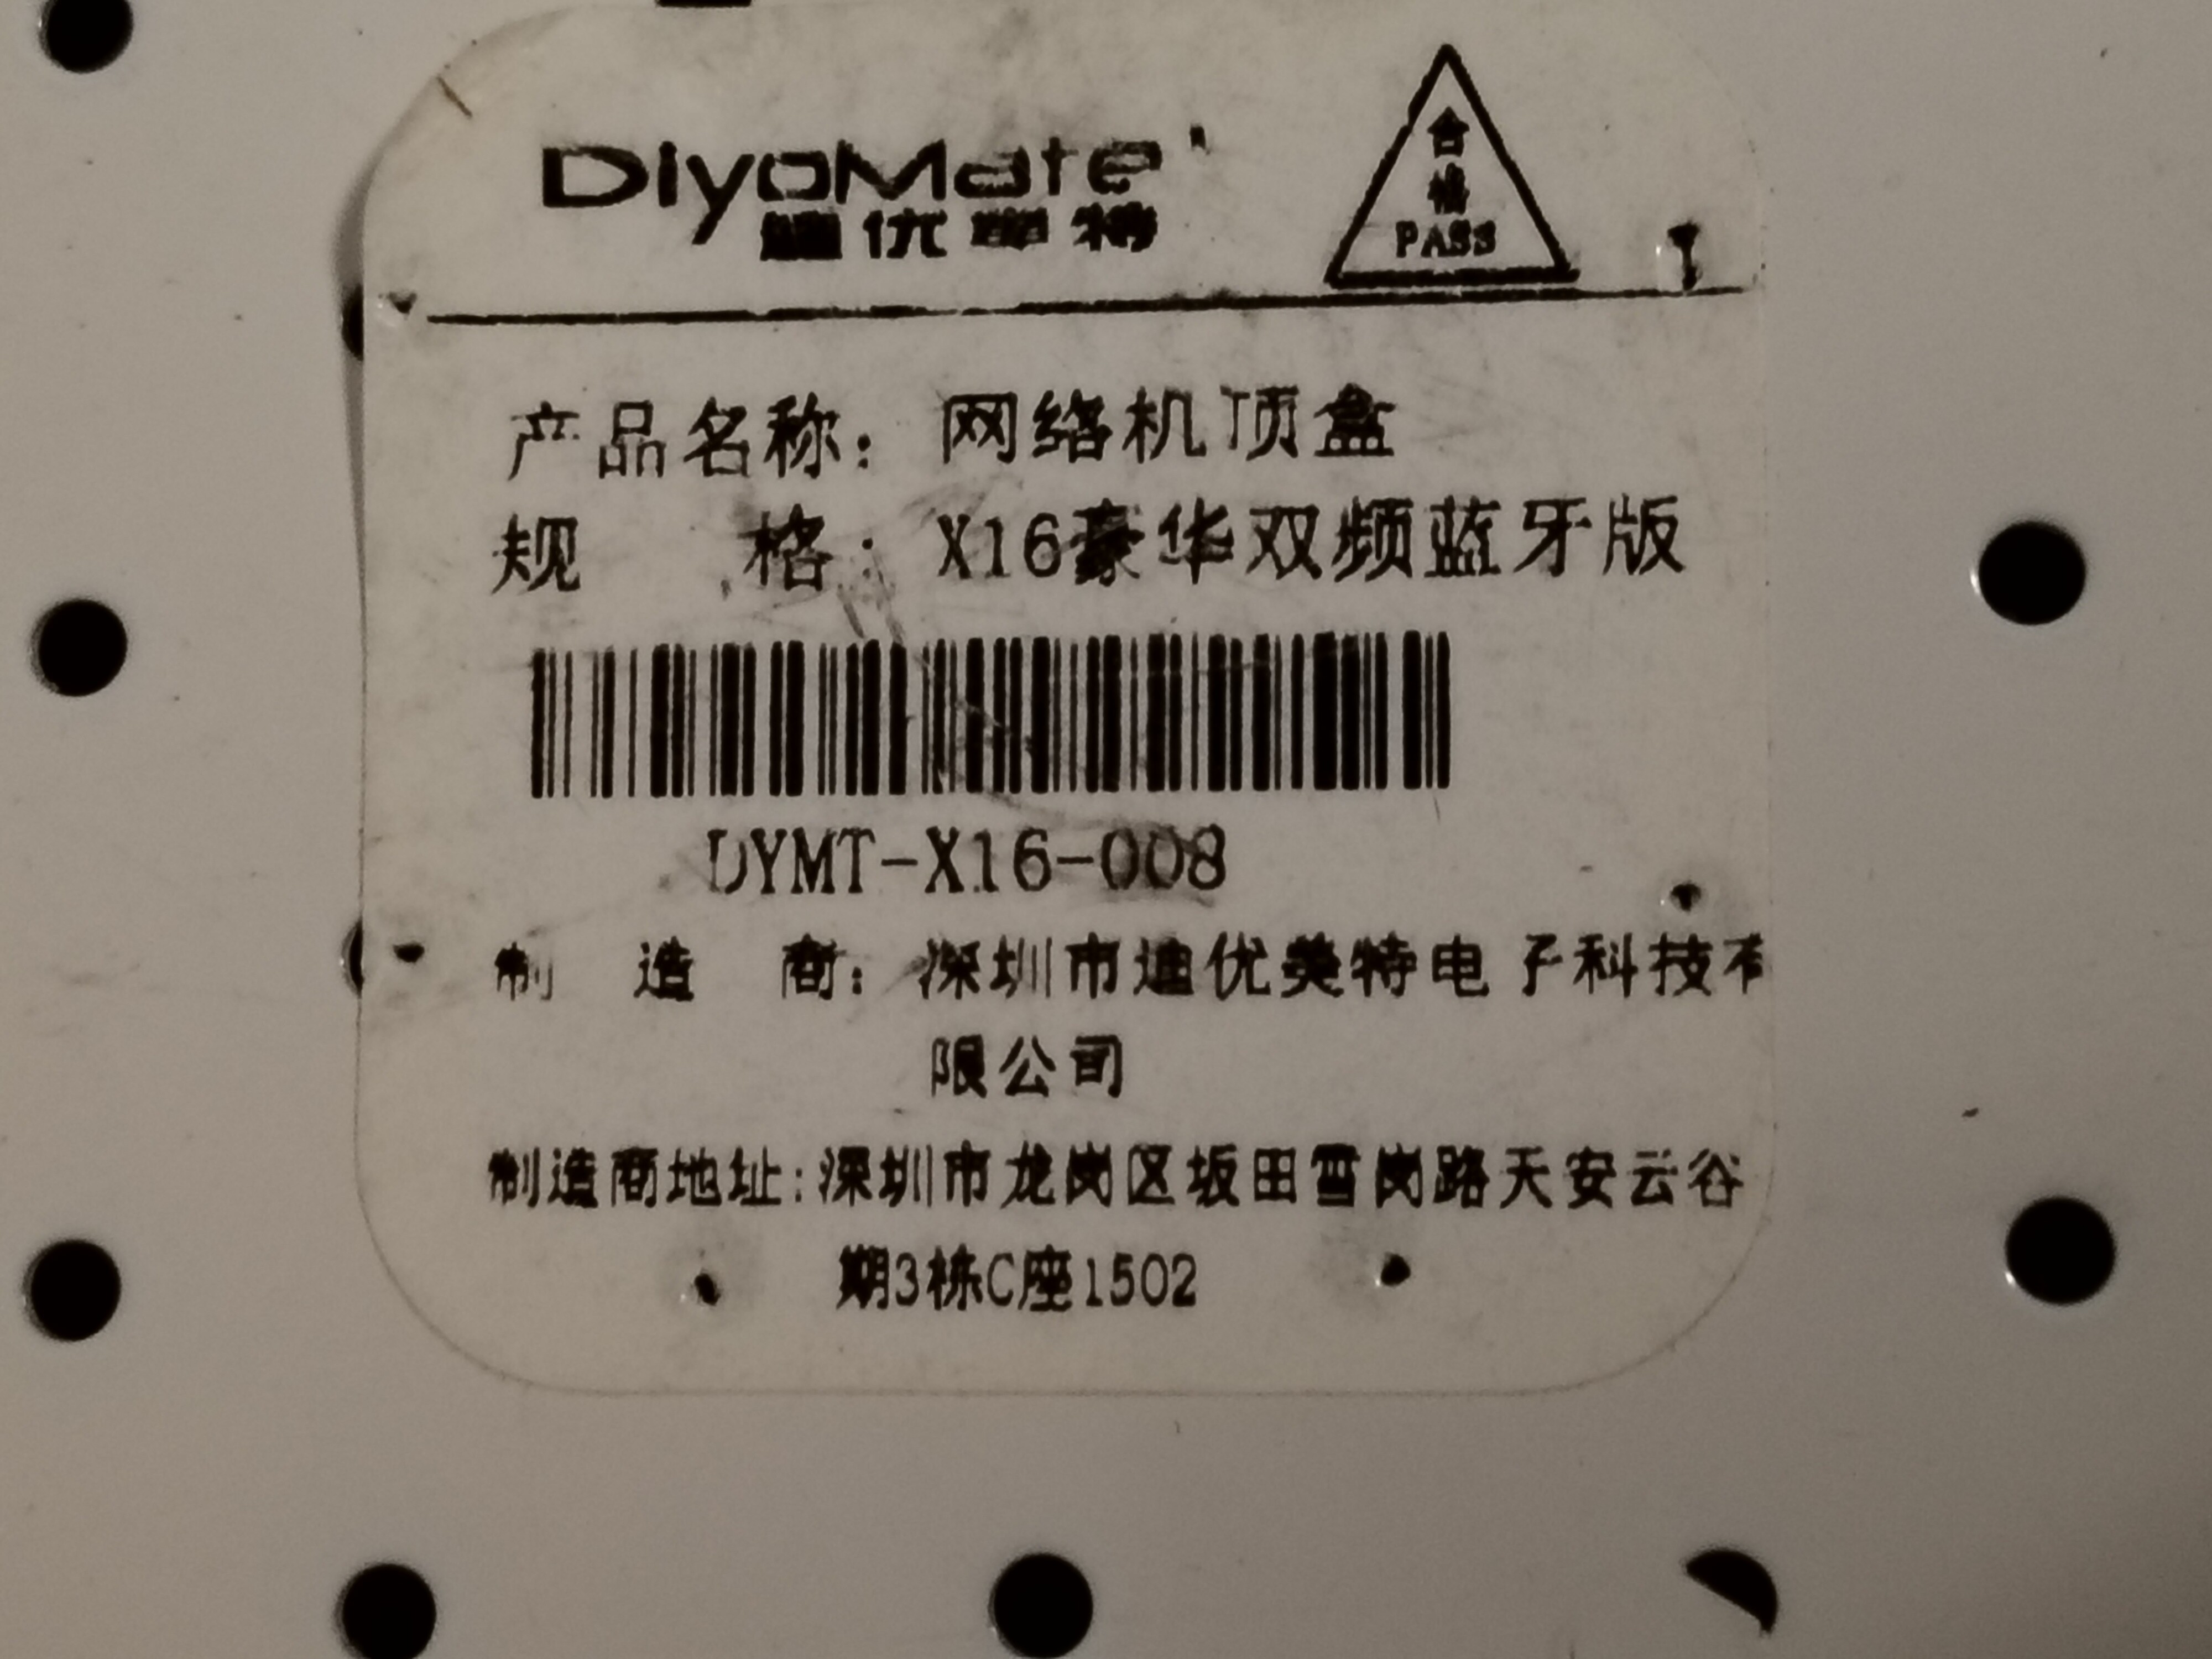 DiyoMate
优 特
合
格
PASS
产品名称：网络机顶盒
规 格：X16豪华双频蓝牙版
DYMT-X16-008
制 造 商：深圳市迪优美特电子科技有
限公司
制造商地址:深圳市龙岗区坂田雪岗路天安云谷
期3栋C座1502